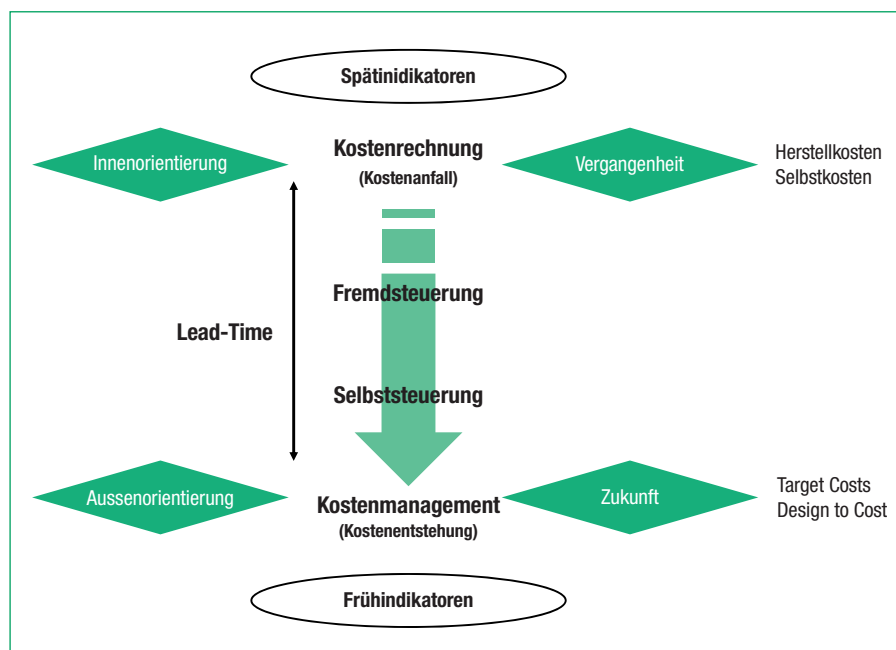 Spätinidikatoren
Innenorientierung
Kostenrechnung
(Kostenanfall)
Vergangenheit
Herstellkosten
Selbstkosten
Fremdsteuerung
Lead-Time
Selbststeuerung
Aussenorientierung
Kostenmanagement
(Kostenentstehung)
Zukunft
Target Costs
Design to Cost
Frühindikatoren